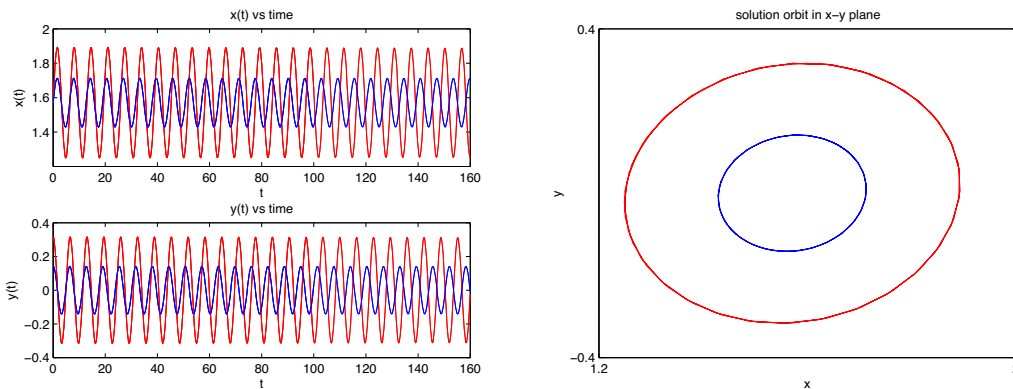 x(t) vs time
2
1.8
1.6
1.4
x(t)
0 20 40 60 80 100 120 140 160
t
y(t) vs time
0.4
0.2
0
−0.2
−0.4
y(t)
0 20 40 60 80 100 120 140 160
t
solution orbit in x−y plane
0.4
y
−0.4
1.2
x